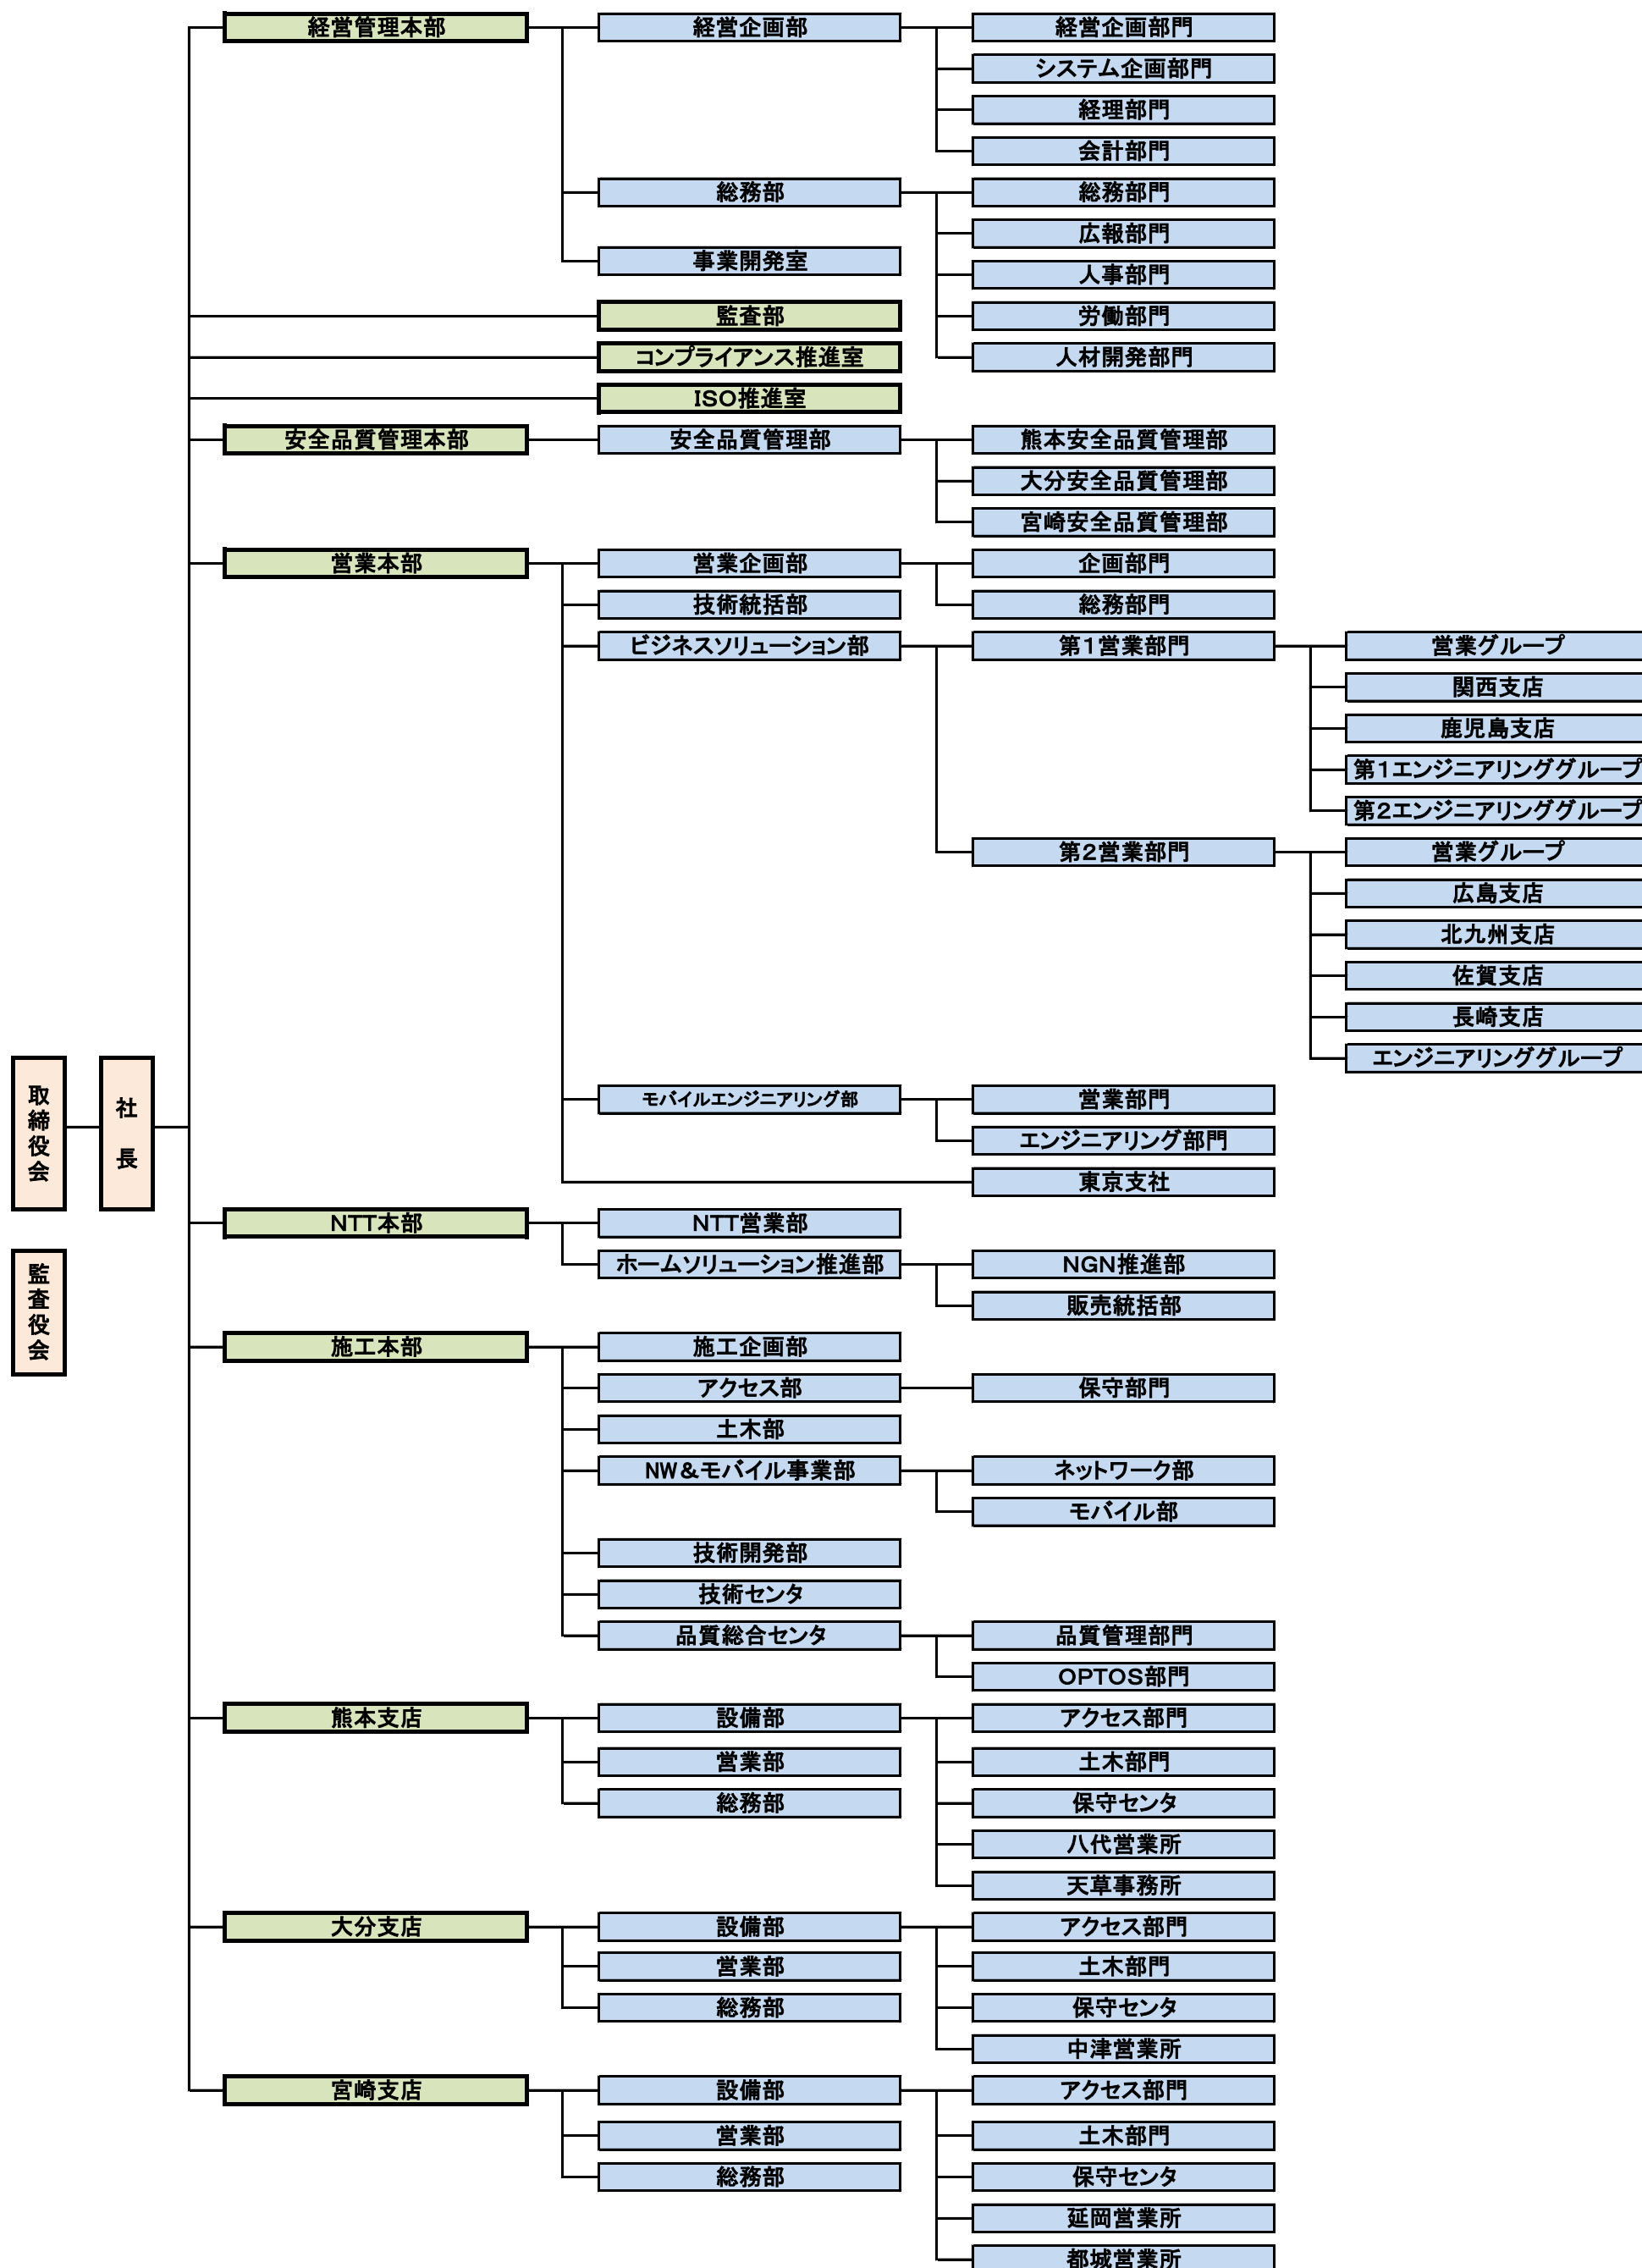 経営管理本部
経営企画部
経営企画部門
システム企画部門
経理部門
会計部門
総務部
総務部門
広報部門
事業開発室
人事部門
監査部
労働部門
コンプライアンス推進室
人材開発部門
ISO推進室
安全品質管理本部
安全品質管理部
熊本安全品質管理部
大分安全品質管理部
宮崎安全品質管理部
営業本部
営業企画部
企画部門
技術統括部
総務部門
ビジネスソリューション部
第1営業部門
営業グループ
関西支店
鹿児島支店
第1エンジニアリンググループ
第2エンジニアリンググループ
第2営業部門
営業グループ
広島支店
北九州支店
佐賀支店
長崎支店
エンジニアリンググループ
取締役会
社長
モバイルエンジニアリング部
営業部門
エンジニアリング部門
東京支社
NTT本部
NTT営業部
ホームソリューション推進部
NGN推進部
販売統括部
監査役会
施工本部
施工企画部
アクセス部
保守部門
土木部
NW&モバイル事業部
ネットワーク部
モバイル部
技術開発部
技術センタ
品質総合センタ
品質管理部門
OPTOS部門
熊本支店
設備部
アクセス部門
営業部
土木部門
総務部
保守センタ
八代営業所
天草事務所
大分支店
設備部
アクセス部門
営業部
土木部門
総務部
保守センタ
中津営業所
宮崎支店
設備部
アクセス部門
営業部
土木部門
総務部
保守センタ
延岡営業所
都城営業所